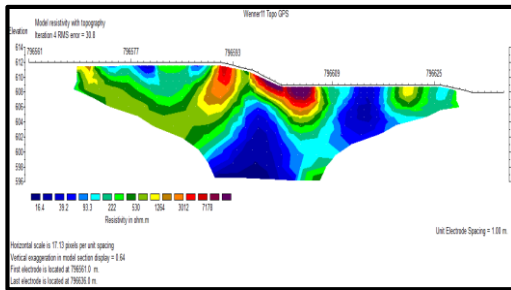 Wenner11 Topo GPS
Model resistivity with topography
Elevation Iteration 4 RMS error = 30.8
796561 796577 796593 796609 796625
614
612
610
608
606
604
602
600
598
596
16.4 39.2 93.3 222 530 1264 3012 7178
Resistivity in ohm.m
Unit Electrode Spacing = 1.00 m
Horizontal scale is 17.13 pixels per unit spacing
Vertical exaggeration in model section display = 0.64
First electrode is located at 796561.0 m.
Last electrode is located at 796636.0 m.